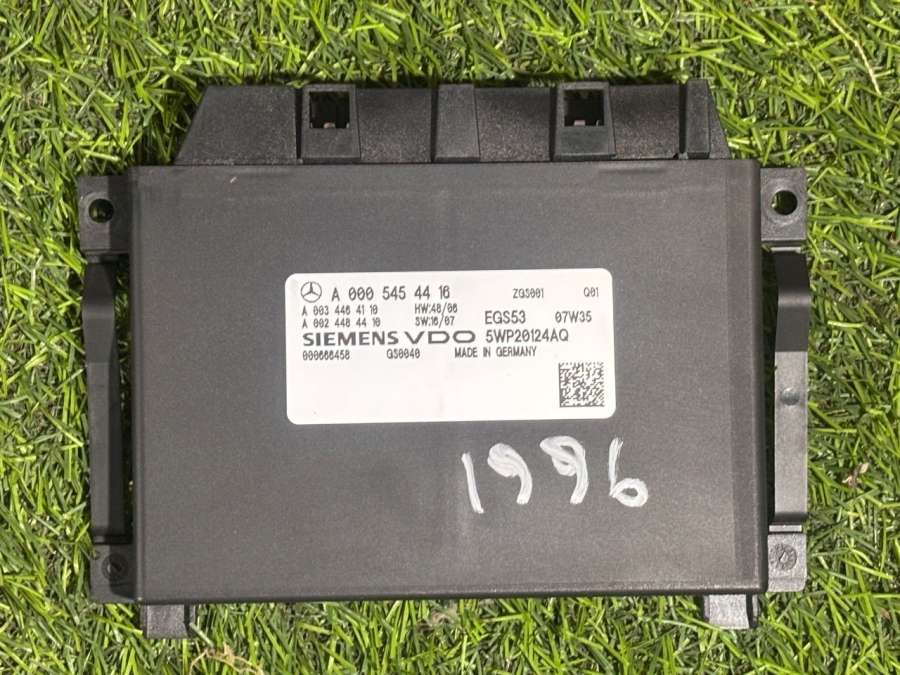 A 000 545 44 16 ZGS001 Q01
A 003 446 41 10 HW:48/06
A 002 448 44 10 SW:16/07 EGS53 07W35
SIEMENS VDO 5WP20124AQ
000666458 GS0040 MADE IN GERMANY
1996